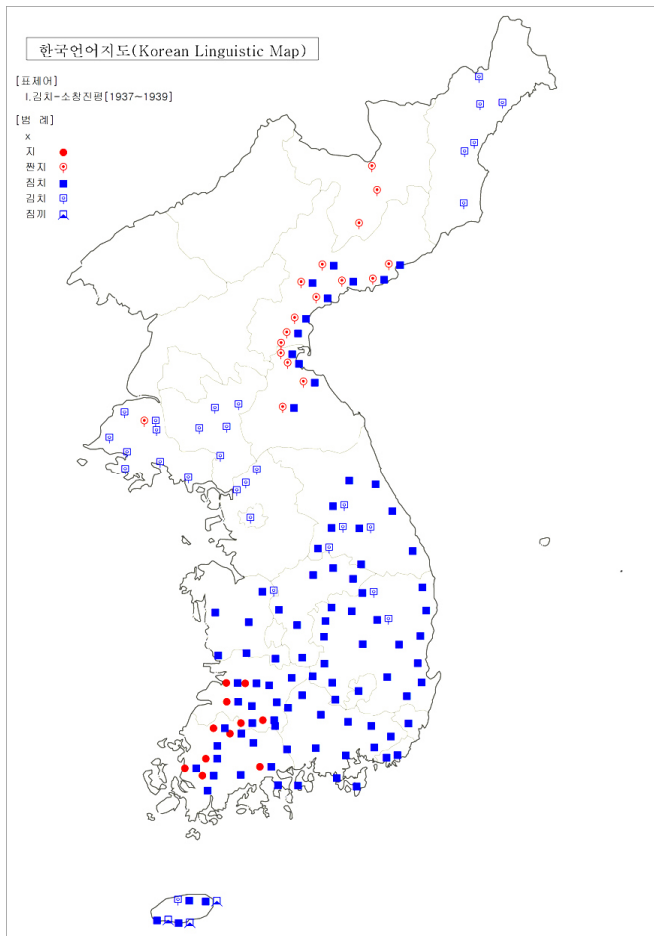 한국언어지도(Korean Linguistic Map)
[표제어]
I.김치-소창진평[1937~1939]
[범 례]
x
지
짠지
짐치
김치
짐끼